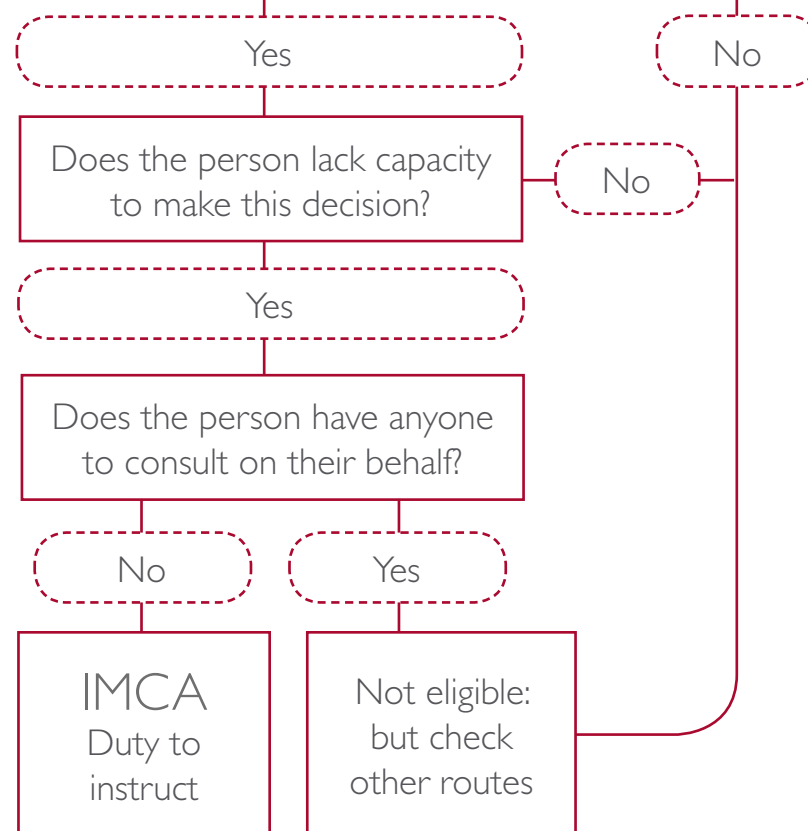 Yes
No
Does the person lack capacity
to make this decision?
No
Yes
Does the person have anyone
to consult on their behalf?
No
Yes
IMCA
Duty to
instruct
Not eligible:
but check
other routes